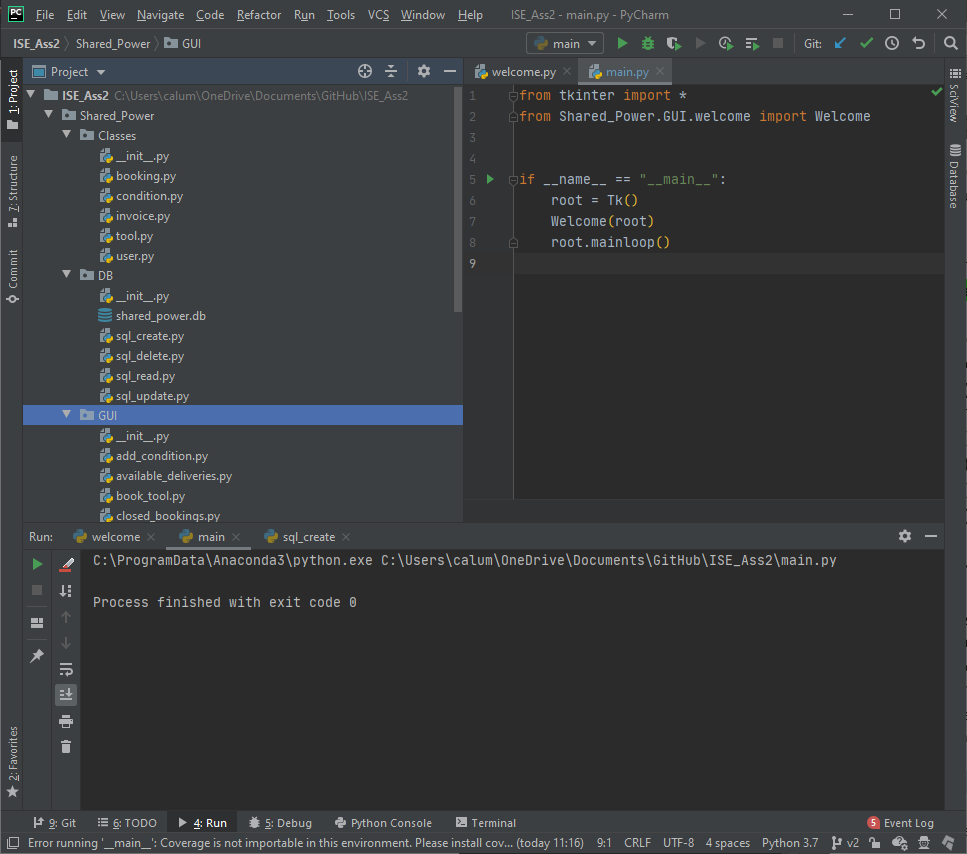 PC File Edit View Navigate Code Refactor Run Tools VCS Window Help ISE_Ass2 - main.py - PyCharm
ISE_Ass2 Shared_Power GUI main Git:
1: Project
7: Structure
Commit
2: Favorites
Project
ISE_Ass2 C:\Users\calum\OneDrive\Documents\GitHub\ISE_Ass2
Shared_Power
Classes
__init__.py
booking.py
condition.py
invoice.py
tool.py
user.py
DB
__init__.py
shared_power.db
sql_create.py
sql_delete.py
sql_read.py
sql_update.py
GUI
__init__.py
add_condition.py
available_deliveries.py
book_tool.py
closed_bookings.py
welcome.py main.py
1 from tkinter import *
2 from Shared_Power.GUI.welcome import Welcome
3
4
5 if __name__ == "__main__":
6 root = Tk()
7 Welcome(root)
8 root.mainloop()
9
SciView
Database
Run: welcome main sql_create
C:\ProgramData\Anaconda3\python.exe C:\Users\calum\OneDrive\Documents\GitHub\ISE_Ass2\main.py
Process finished with exit code 0
9: Git 6: TODO 4: Run 5: Debug Python Console Terminal 5 Event Log
Error running '__main__': Coverage is not importable in this environment. Please install cov... (today 11:16) 9:1 CRLF UTF-8 4 spaces Python 3.7 v2